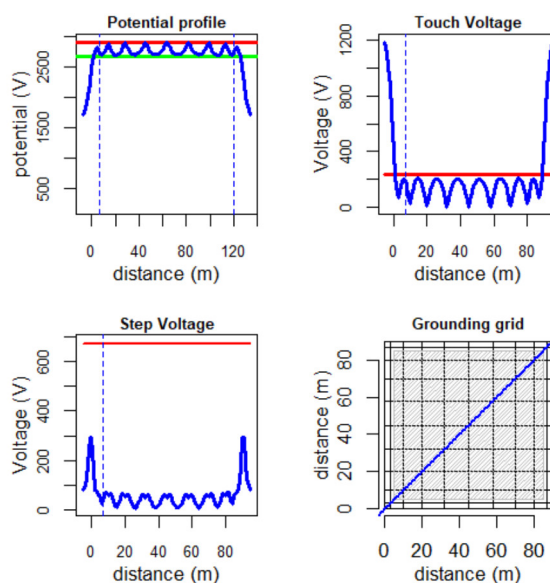 Potential profile
potential (V)
500 1500 2500
0 40 80 120
distance (m)
Touch Voltage
Voltage (V)
0 200 400 800 1200
0 20 40 60 80
distance (m)
Step Voltage
Voltage (V)
0 200 400 600
0 20 40 60 80
distance (m)
Grounding grid
distance (m)
0 20 40 60 80
0 20 40 60 80
distance (m)